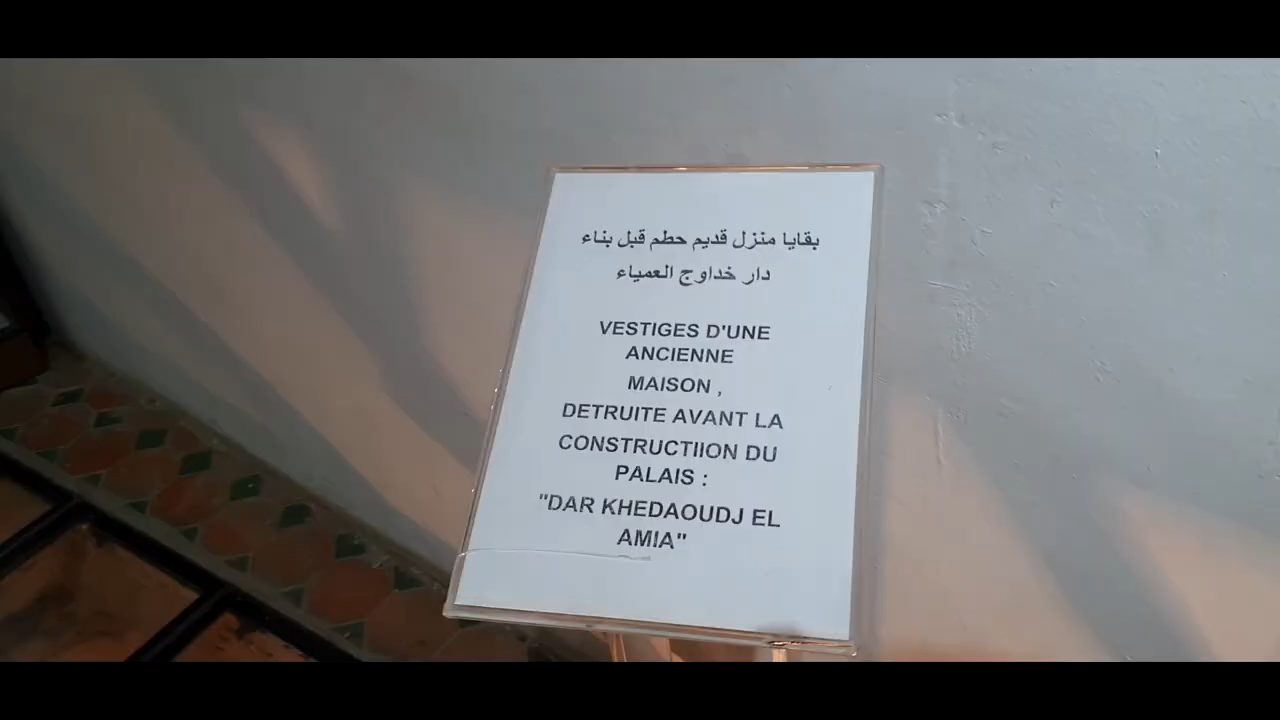 بقايا منزل قديم حطم قبل بناء
دار خداوج العمياء
VESTIGES D'UNE
ANCIENNE
MAISON ,
DETRUITE AVANT LA
CONSTRUCTIION DU
PALAIS :
"DAR KHEDAOUDJ EL
AMIA"